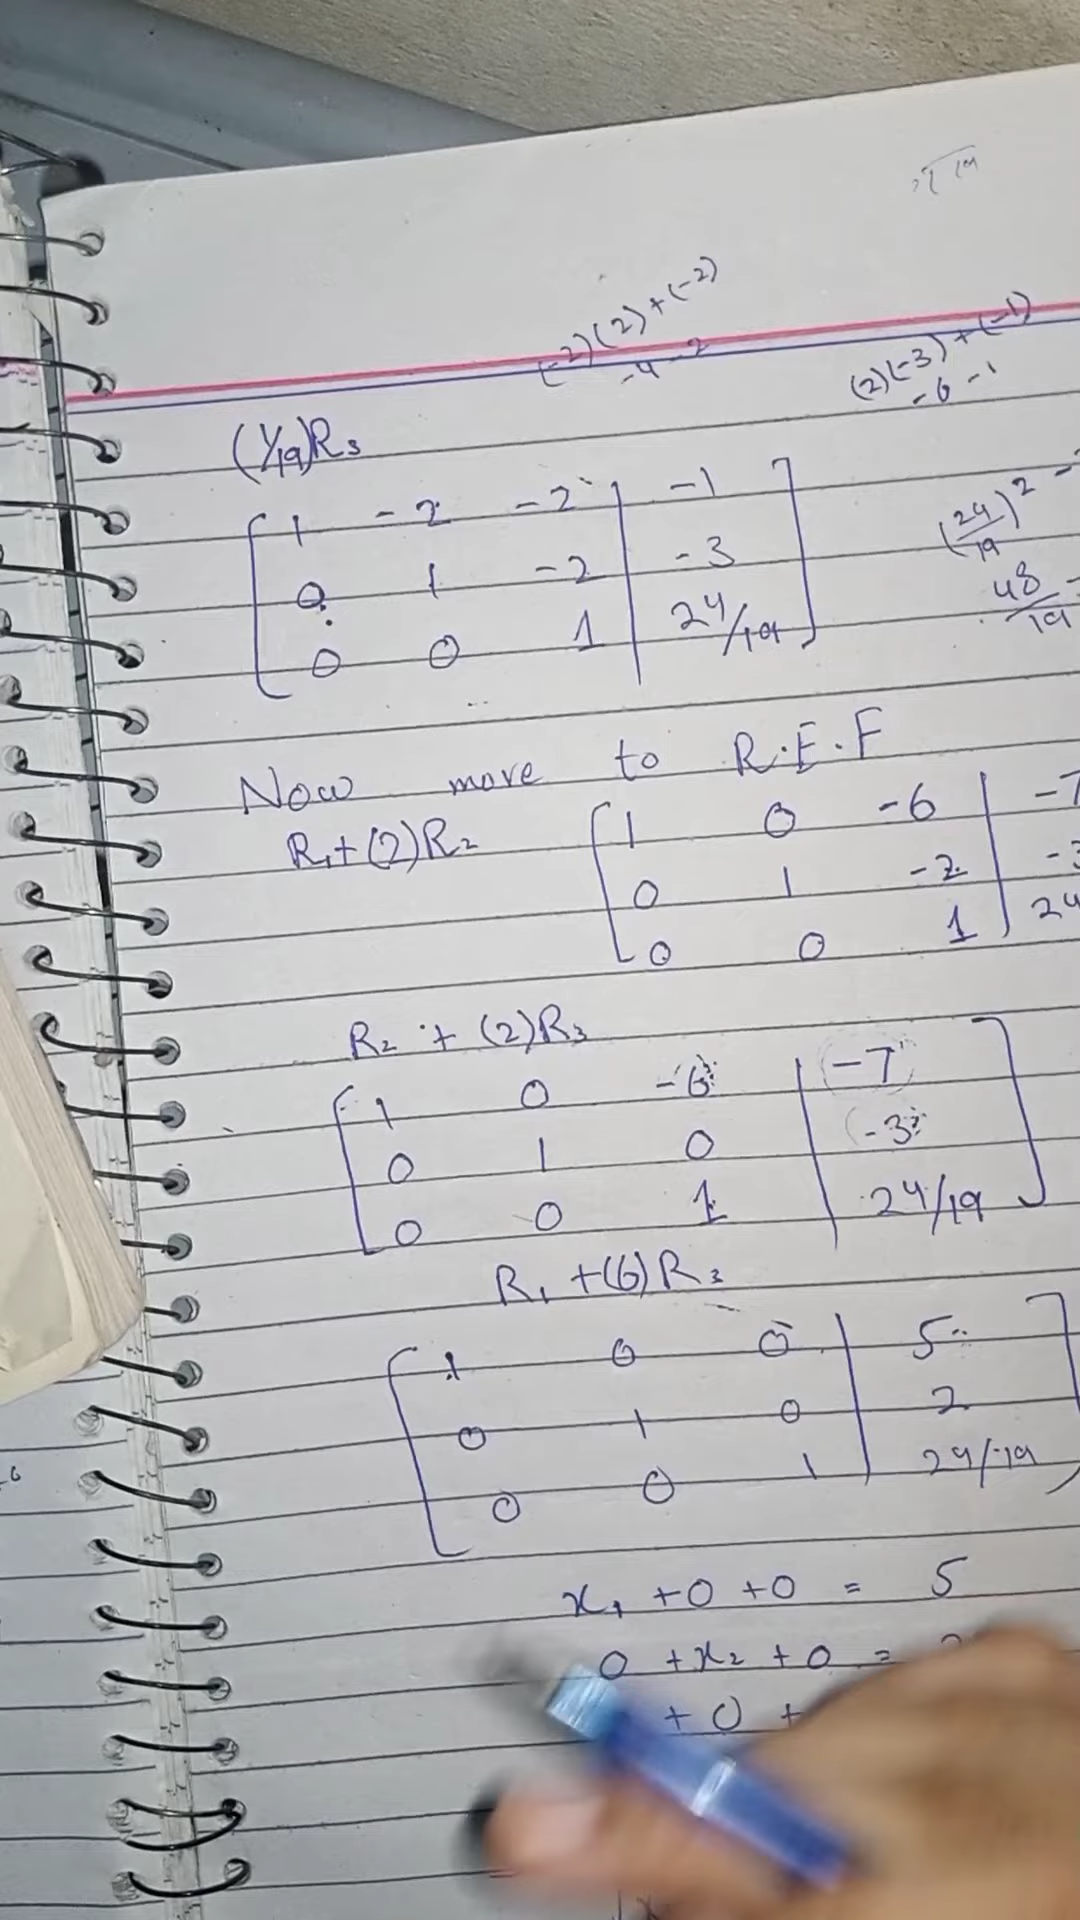 (-2)(2)+(-2)
-4 -2
(2)(-3)+(-1)
-6 -1
(1/19)R3
1 -2 -2 | -1
0 1 -2 | -3
0 0 1 | 24/19
(24/19)2 -
48/19 -
Now move to R.E.F
R1+(2)R2
1 0 -6 | -7
0 1 -2 | -3
0 0 1 | 24
R2 + (2)R3
1 0 -6 | -7
0 1 0 | -3
0 0 1 | 24/19
R1 +(6)R3
1 0 0 | 5
0 1 0 | 2
0 0 1 | 24/19
x1 +0 +0 = 5
0 +x2 +0 =
+ 0 +